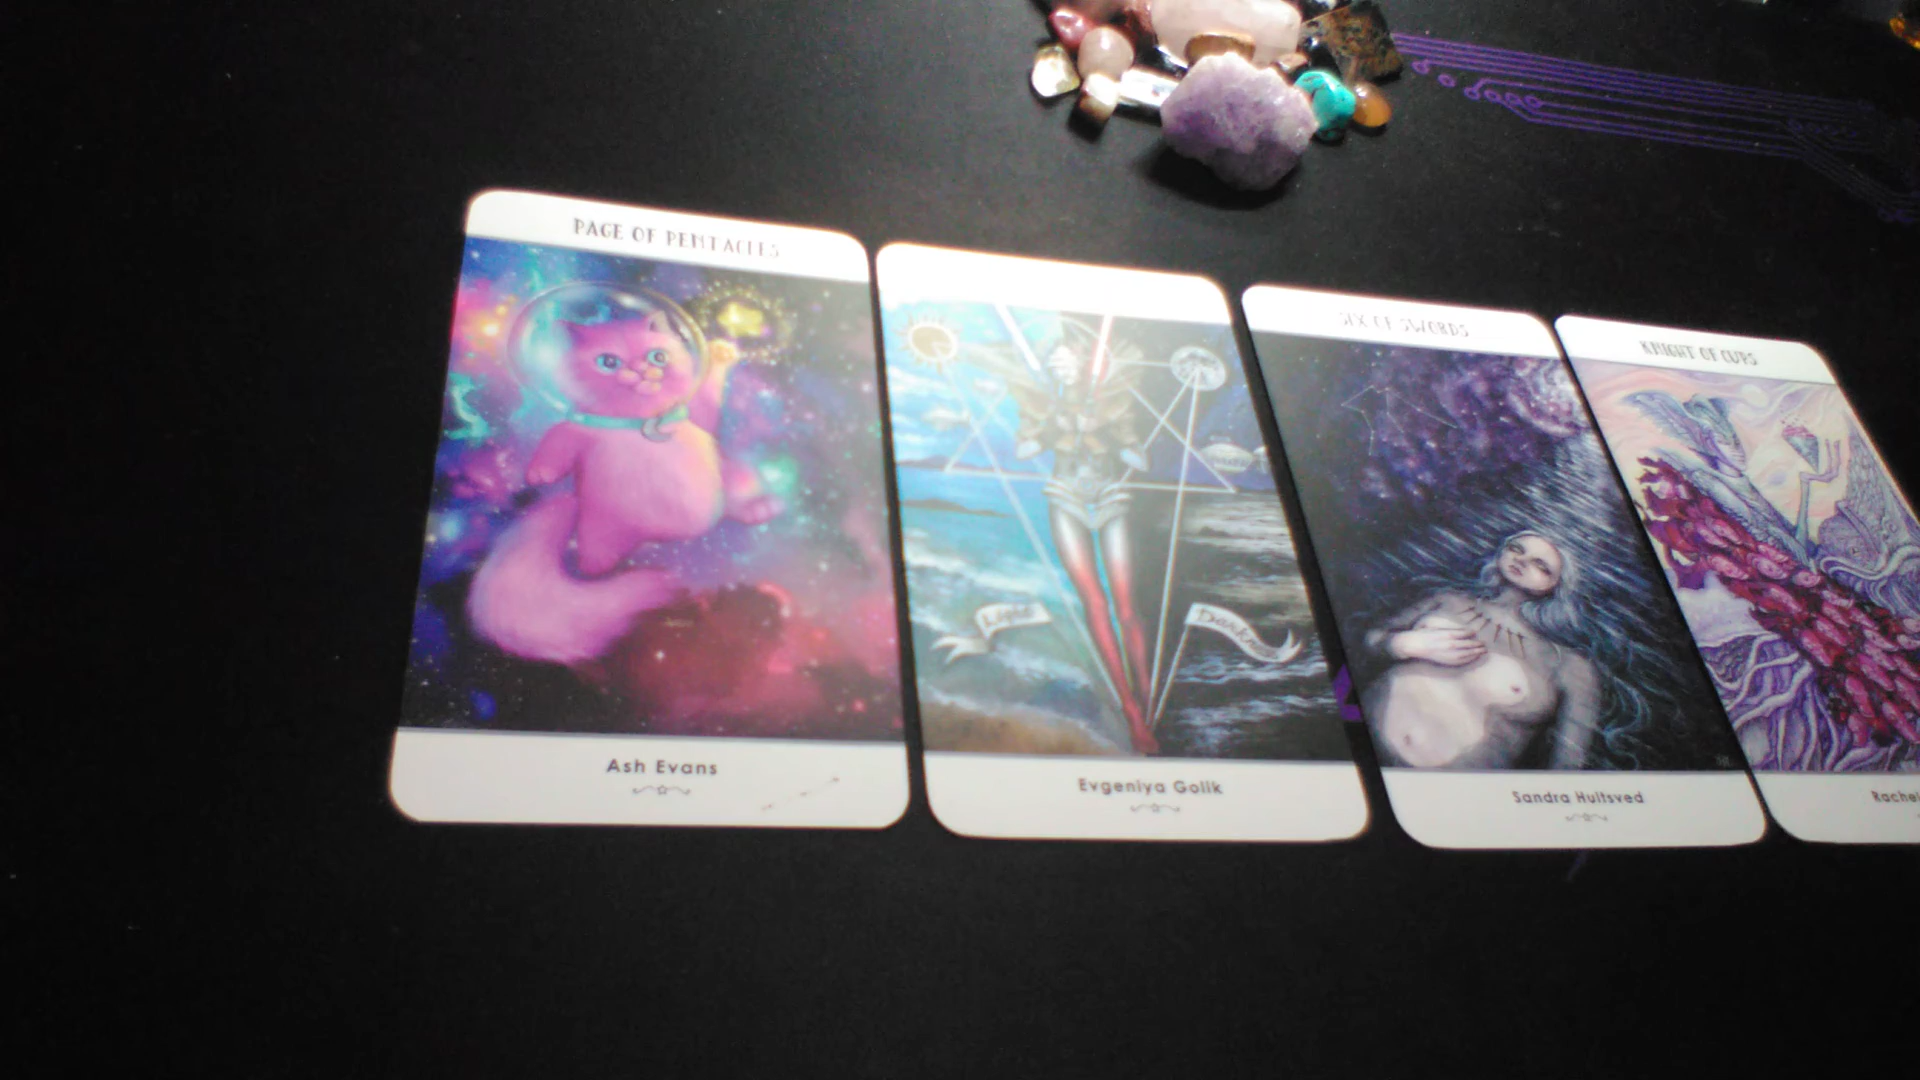 PAGE OF PENTACLES
Ash Evans
Light
Evgeniya Golik
SIX OF SWORDS
Sandra Hultsved
KNIGHT OF CUPS